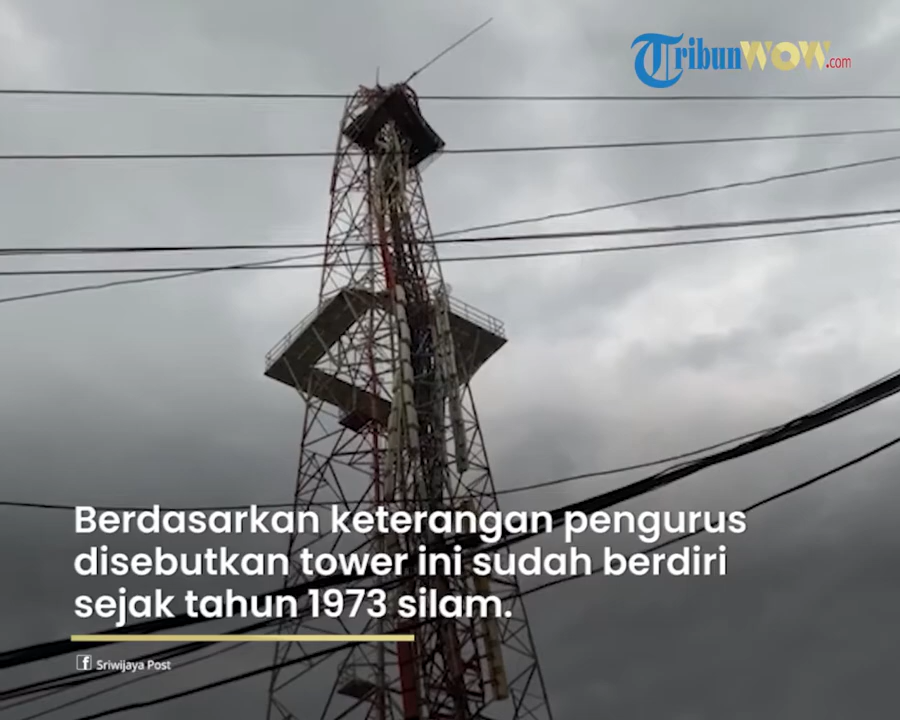 TribunWOW.com
Berdasarkan keterangan pengurus
disebutkan tower ini sudah berdiri
sejak tahun 1973 silam.
f Sriwijaya Post